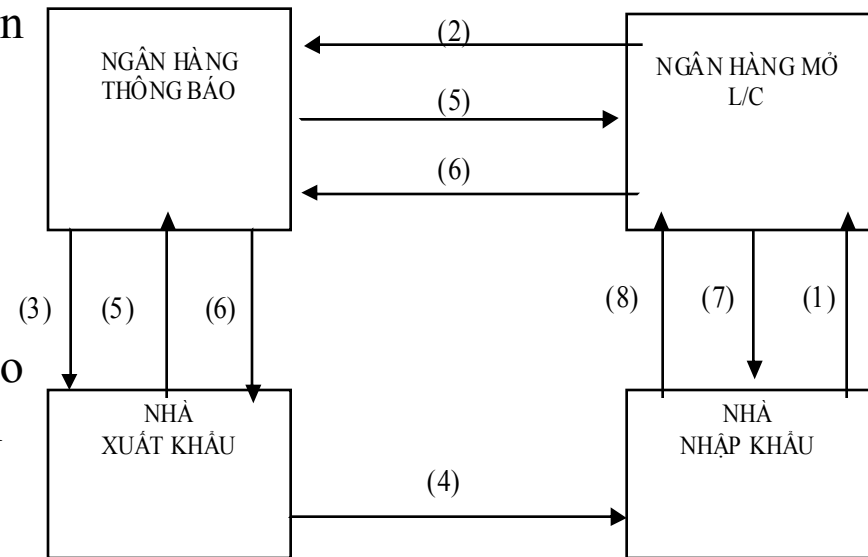 n
NGÂN HÀNG
THÔNG BÁO
(2)
(5)
(6)
NGÂN HÀNG MỞ
L/C
(3)
(5)
(6)
(8)
(7)
(1)
o
NHÀ
XUẤT KHẨU
(4)
NHÀ
NHẬP KHẨU